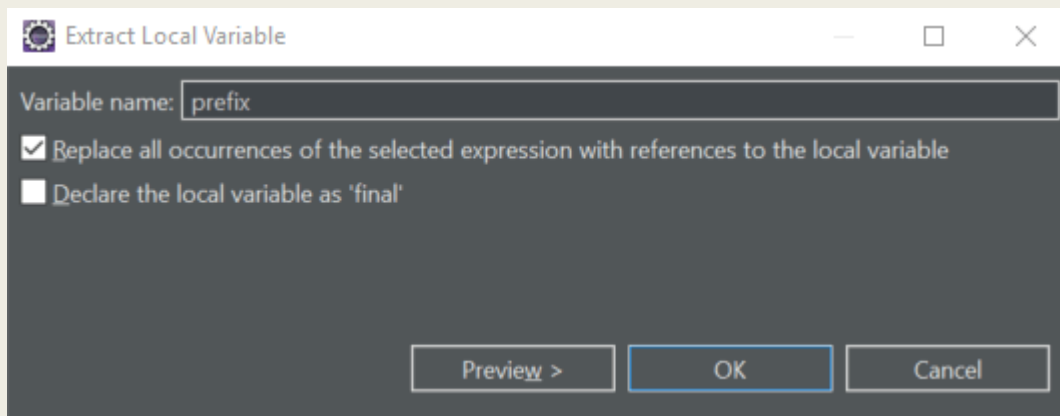 Extract Local Variable
Variable name: prefix
Replace all occurrences of the selected expression with references to the local variable
Declare the local variable as 'final'
Preview > OK Cancel